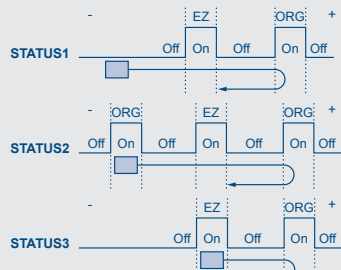 - EZ ORG +
STATUS1 Off On Off On Off
- ORG EZ ORG +
STATUS2 Off On Off On Off On Off
- EZ ORG +
STATUS3 Off On Off On Off